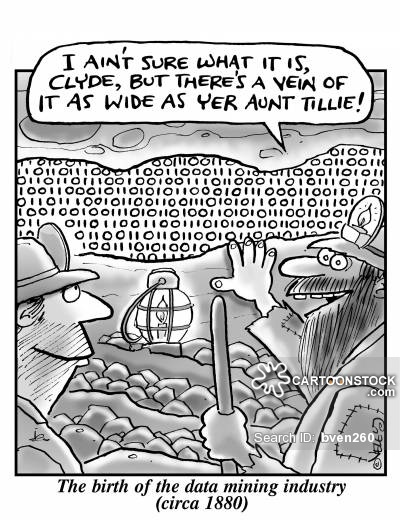 I AIN'T SURE WHAT IT IS,
CLYDE, BUT THERE'S A VEIN OF
IT AS WIDE AS YER AUNT TILLIE!
CARTOONSTOCK
.com
Search ID: bven260
The birth of the data mining industry
(circa 1880)